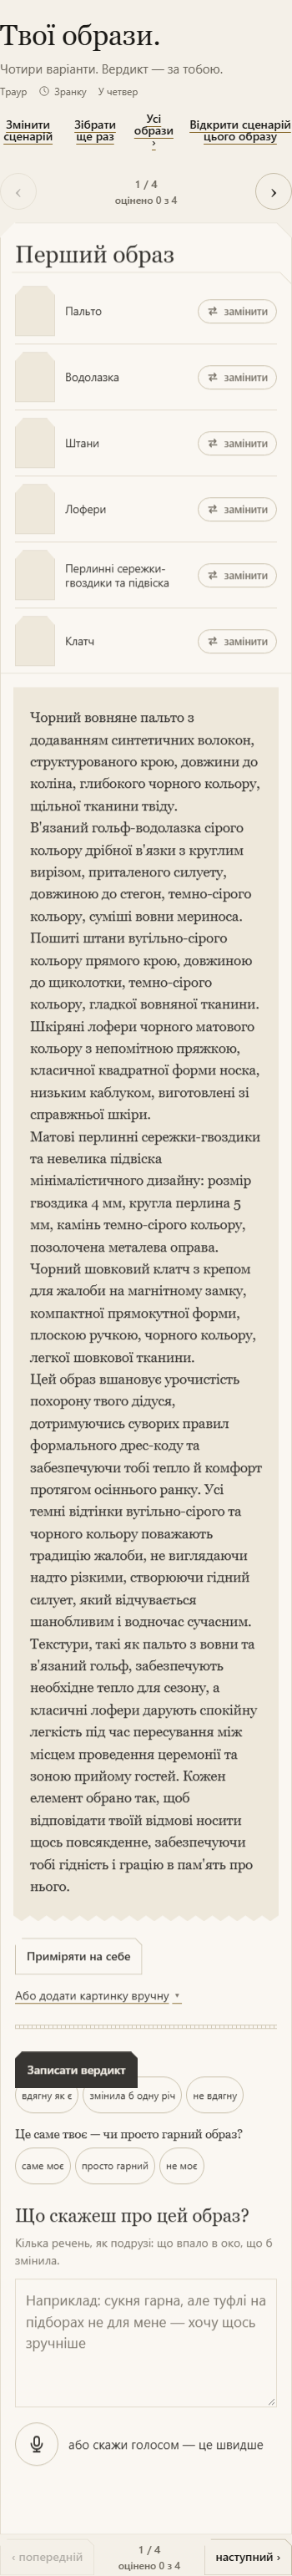 Твої образи.
Чотири варіанти. Вердикт — за тобою.
Траур Зранку У четвер
Змінити сценарій
Зібрати ще раз
Усі образи ›
Відкрити сценарій цього образу
‹
1 / 4
оцінено 0 з 4
›
Перший образ
Пальто
⇄ замінити
Водолазка
⇄ замінити
Штани
⇄ замінити
Лофери
⇄ замінити
Перлинні сережки-
гвоздики та підвіска
⇄ замінити
Клатч
⇄ замінити
Чорний вовняне пальто з
додаванням синтетичних волокон,
структурованого крою, довжини до
коліна, глибокого чорного кольору,
щільної тканини твіду.
В'язаний гольф-водолазка сірого
кольору дрібної в'язки з круглим
вирізом, приталеного силуету,
довжиною до стегон, темно-сірого
кольору, суміші вовни мериноса.
Пошиті штани вугільно-сірого
кольору прямого крою, довжиною
до щиколотки, темно-сірого
кольору, гладкої вовняної тканини.
Шкіряні лофери чорного матового
кольору з непомітною пряжкою,
класичної квадратної форми носка,
низьким каблуком, виготовлені зі
справжньої шкіри.
Матові перлинні сережки-гвоздики
та невелика підвіска
мінімалістичного дизайну: розмір
гвоздика 4 мм, кругла перлина 5
мм, камінь темно-сірого кольору,
позолочена металева оправа.
Чорний шовковий клатч з крепом
для жалоби на магнітному замку,
компактної прямокутної форми,
плоскою ручкою, чорного кольору,
легкої шовкової тканини.
Цей образ вшановує урочистість
похорону твого дідуся,
дотримуючись суворих правил
формального дрес-коду та
забезпечуючи тобі тепло й комфорт
протягом осіннього ранку. Усі
темні відтінки вугільно-сірого та
чорного кольору поважають
традицію жалоби, не виглядаючи
надто різкими, створюючи гідний
силует, який відчувається
шанобливим і водночас сучасним.
Текстури, такі як пальто з вовни та
в'язаний гольф, забезпечують
необхідне тепло для сезону, а
класичні лофери дарують спокійну
легкість під час пересування між
місцем проведення церемонії та
зоною прийому гостей. Кожен
елемент обрано так, щоб
відповідати твоїй відмові носити
щось повсякденне, забезпечуючи
тобі гідність і грацію в пам'ять про
нього.
Приміряти на себе
Або додати картинку вручну ▾
Записати вердикт
вдягну як є
змінила б одну річ
не вдягну
Це саме твоє — чи просто гарний образ?
саме моє
просто гарний
не моє
Що скажеш про цей образ?
Кілька речень, як подрузі: що впало в око, що б
змінила.
Наприклад: сукня гарна, але туфлі на
підборах не для мене — хочу щось
зручніше
або скажи голосом — це швидше
‹ попередній
1 / 4
оцінено 0 з 4
наступний ›